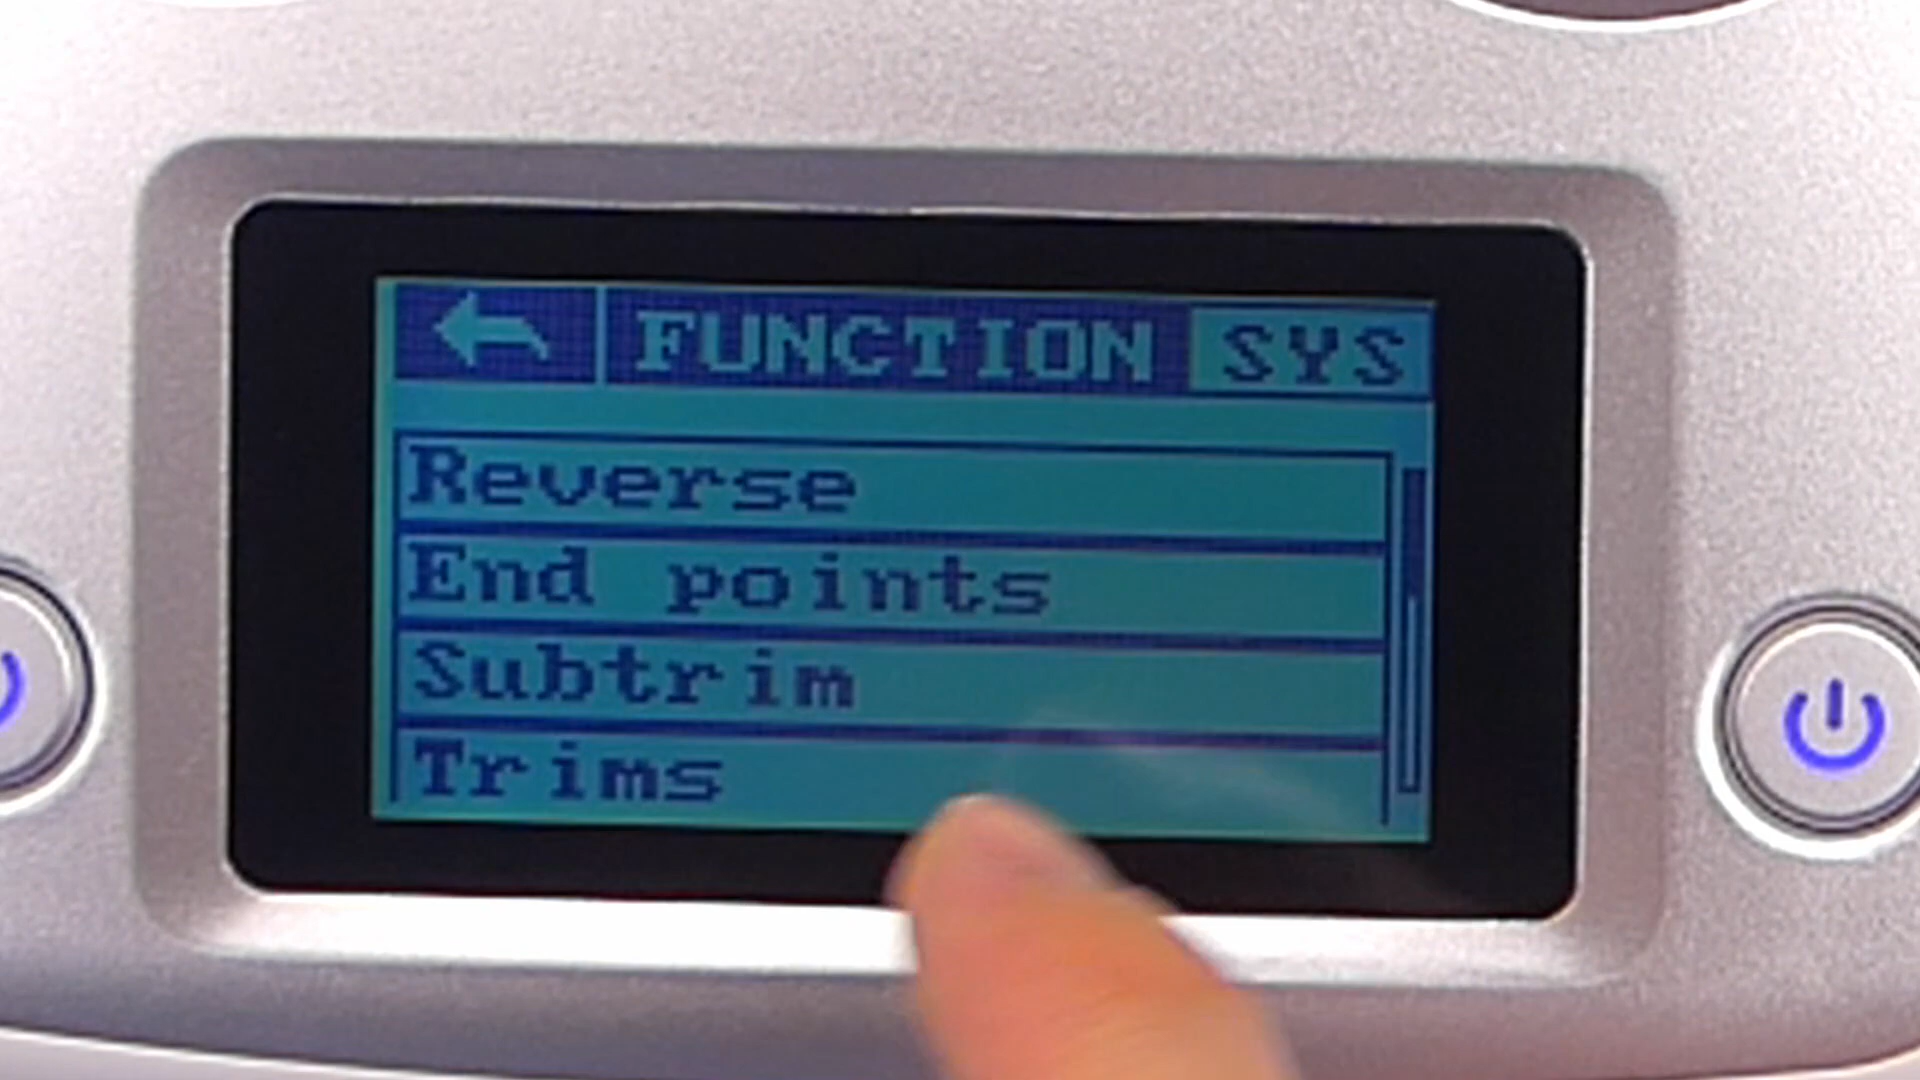 FUNCTION SYS
Reverse
End points
Subtrim
Trims